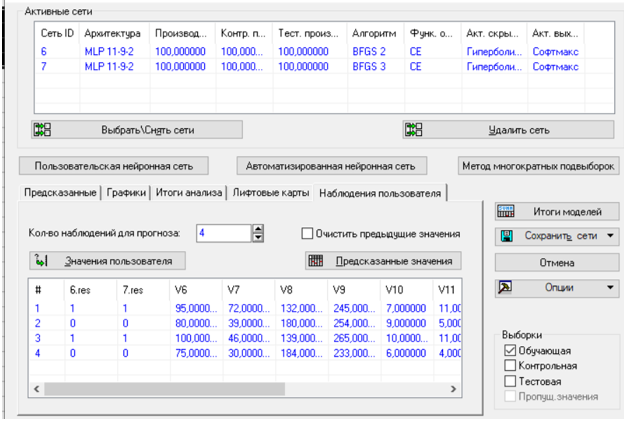 Активные сети
Сеть ID Архитектура Производ... Контр. п... Тест. произ... Алгоритм Функ. о... Акт. скры... Акт. вых...
6 MLP 11-9-2 100,000000 100,000... 100,000000 BFGS 2 CE Гиперболи... Софтмакс
7 MLP 11-9-2 100,000000 100,000... 100,000000 BFGS 3 CE Гиперболи... Софтмакс
Выбрать\Снять сети Удалить сеть
Пользовательская нейронная сеть Автоматизированная нейронная сеть Метод многократных подвыборок
Предсказанные Графики Итоги анализа Лифтовые карты Наблюдения пользователя
Кол-во наблюдений для прогноза: 4 Очистить предыдущие значения
Значения пользователя Предсказанные значения
# 6.res 7.res V6 V7 V8 V9 V10 V11
1 1 1 95,0000... 72,0000... 132,000... 245,000... 7,000000 11,00
2 0 0 80,0000... 39,0000... 180,000... 254,000... 9,000000 5,000
3 1 1 100,000... 46,0000... 139,000... 265,000... 10,0000... 11,00
4 0 0 75,0000... 30,0000... 184,000... 233,000... 6,000000 4,000
Итоги моделей
Сохранить сети
Отмена
Опции
Выборки
Обучающая
Контрольная
Тестовая
Пропущ.значения